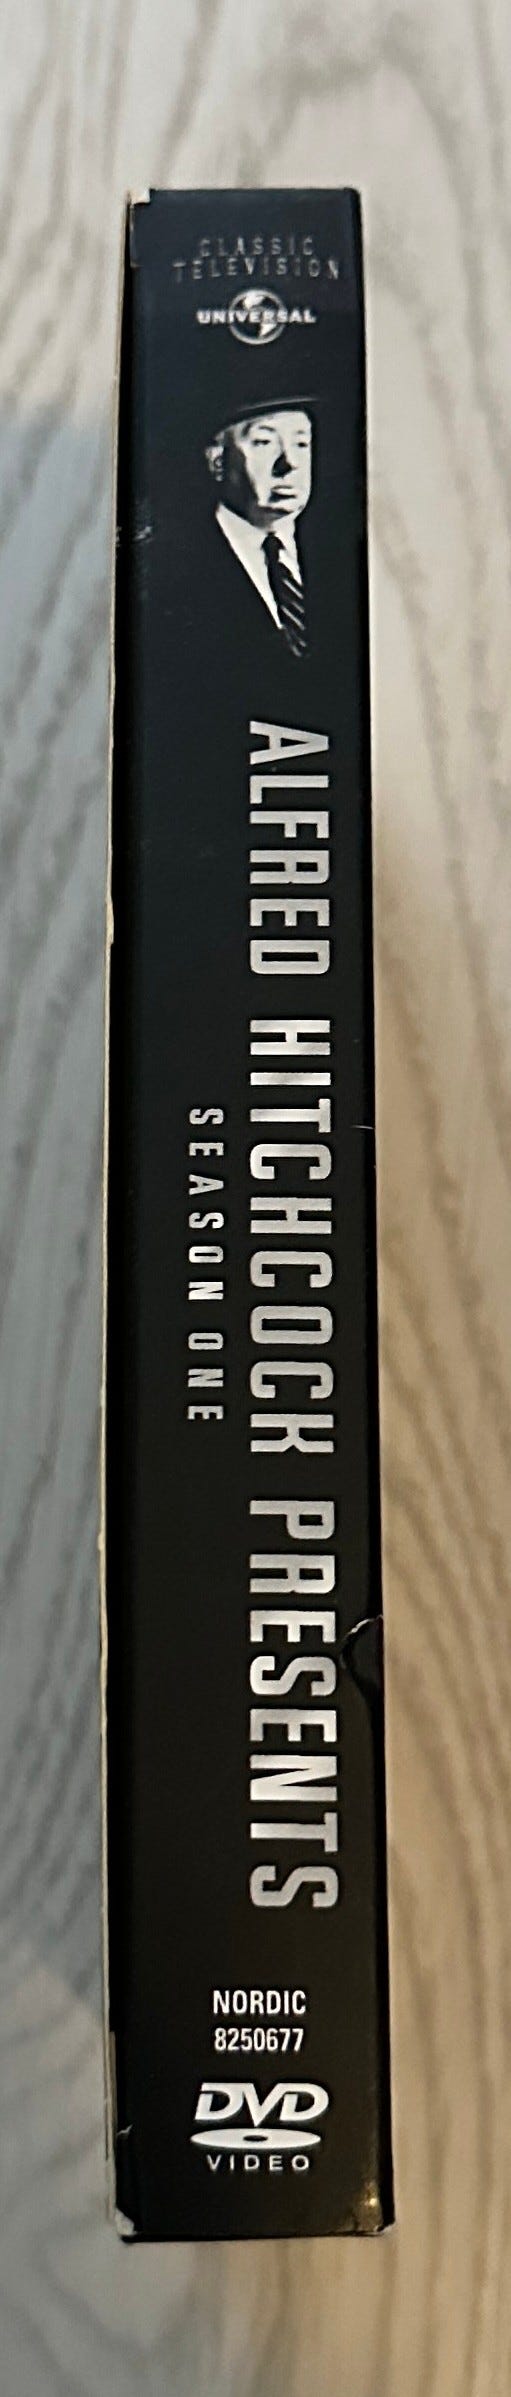 CLASSIC
TELEVISION
UNIVERSAL
ALFRED HITCHCOCK PRESENTS
SEASON ONE
NORDIC
8250677
DVD
VIDEO